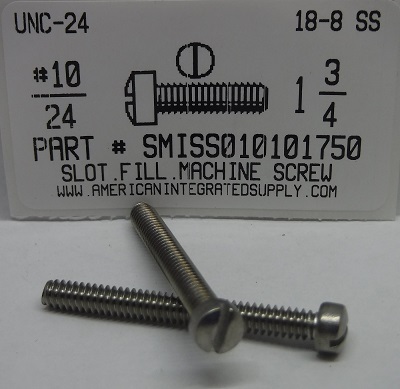 UNC-24 18-8 SS
#10/24 1 3/4
PART # SMISS010101750
SLOT.FILL.MACHINE SCREW
WWW.AMERICANINTEGRATEDSUPPLY.COM